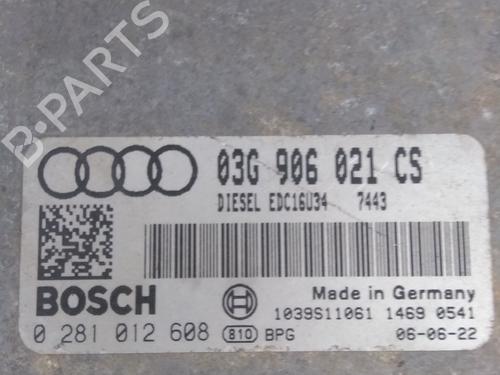 B-PARTS
03G 906 021 CS
DIESEL EDC16U34 7443
BOSCH
Made in Germany
1039S11061 1469 0541
0 281 012 608 810 BPG 06-06-22